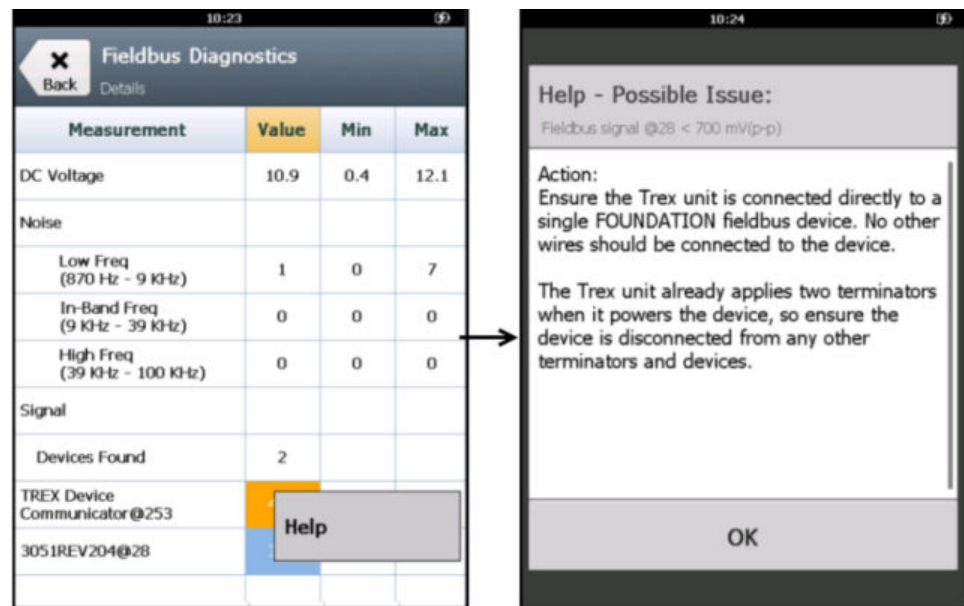 10:23
Back
Fieldbus Diagnostics
Details
Measurement Value Min Max
DC Voltage 10.9 0.4 12.1
Noise
Low Freq
(870 Hz - 9 KHz) 1 0 7
In-Band Freq
(9 KHz - 39 KHz) 0 0 0
High Freq
(39 KHz - 100 KHz) 0 0 0
Signal
Devices Found 2
TREX Device
Communicator@253
3051REV204@28
Help
10:24
Help - Possible Issue:
Fieldbus signal @28 < 700 mV(p-p)
Action:
Ensure the Trex unit is connected directly to a
single FOUNDATION fieldbus device. No other
wires should be connected to the device.
The Trex unit already applies two terminators
when it powers the device, so ensure the
device is disconnected from any other
terminators and devices.
OK